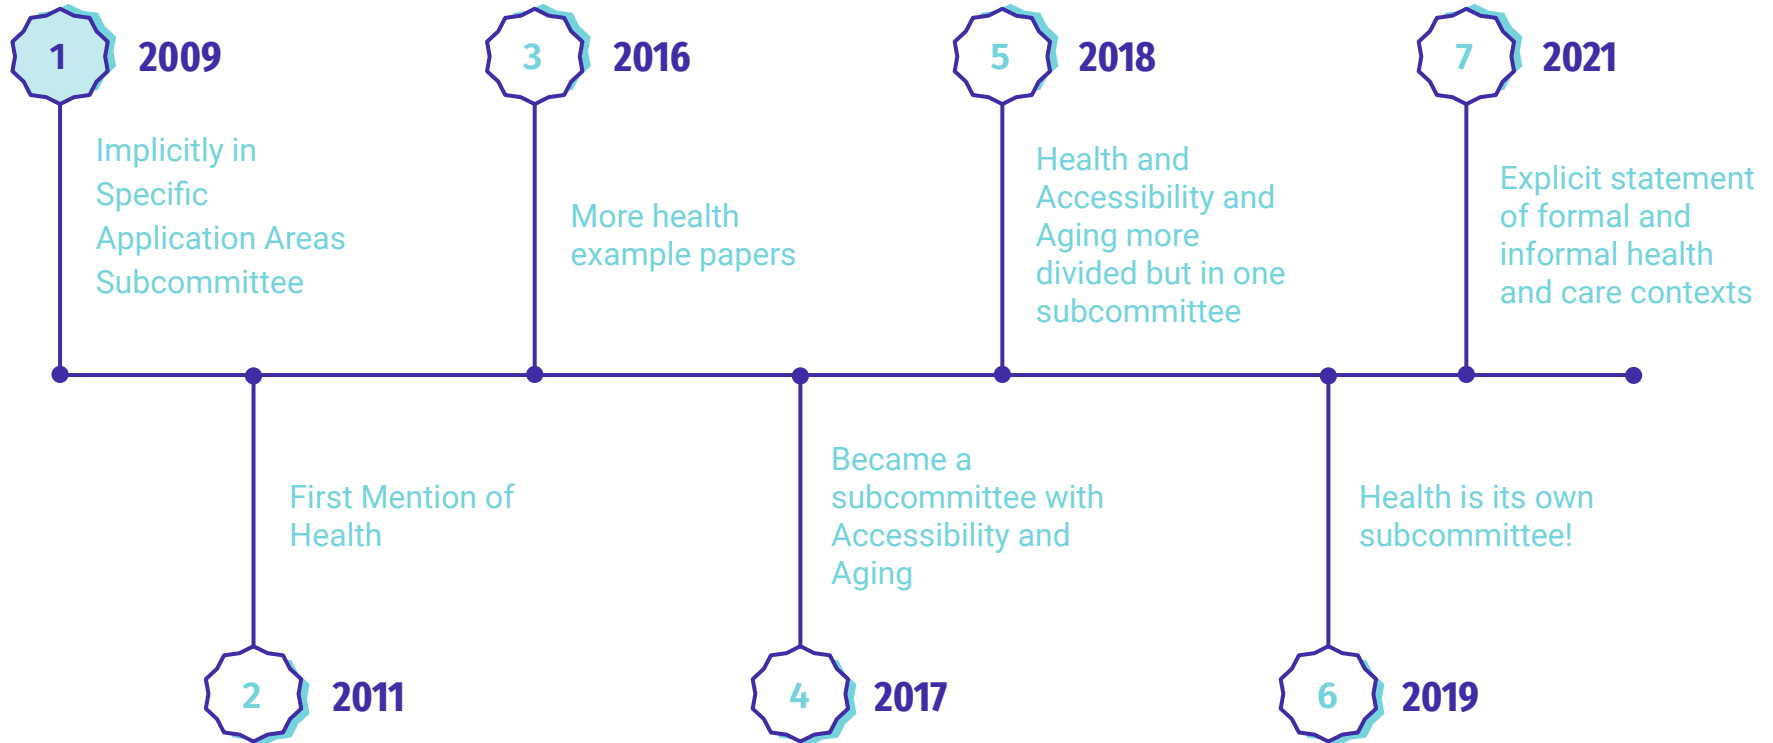 1
2009
Implicitly in
Specific
Application Areas
Subcommittee
2
2011
First Mention of
Health
3
2016
More health
example papers
4
2017
Became a
subcommittee with
Accessibility and
Aging
5
2018
Health and
Accessibility and
Aging more
divided but in one
subcommittee
6
2019
Health is its own
subcommittee!
7
2021
Explicit statement
of formal and
informal health
and care contexts